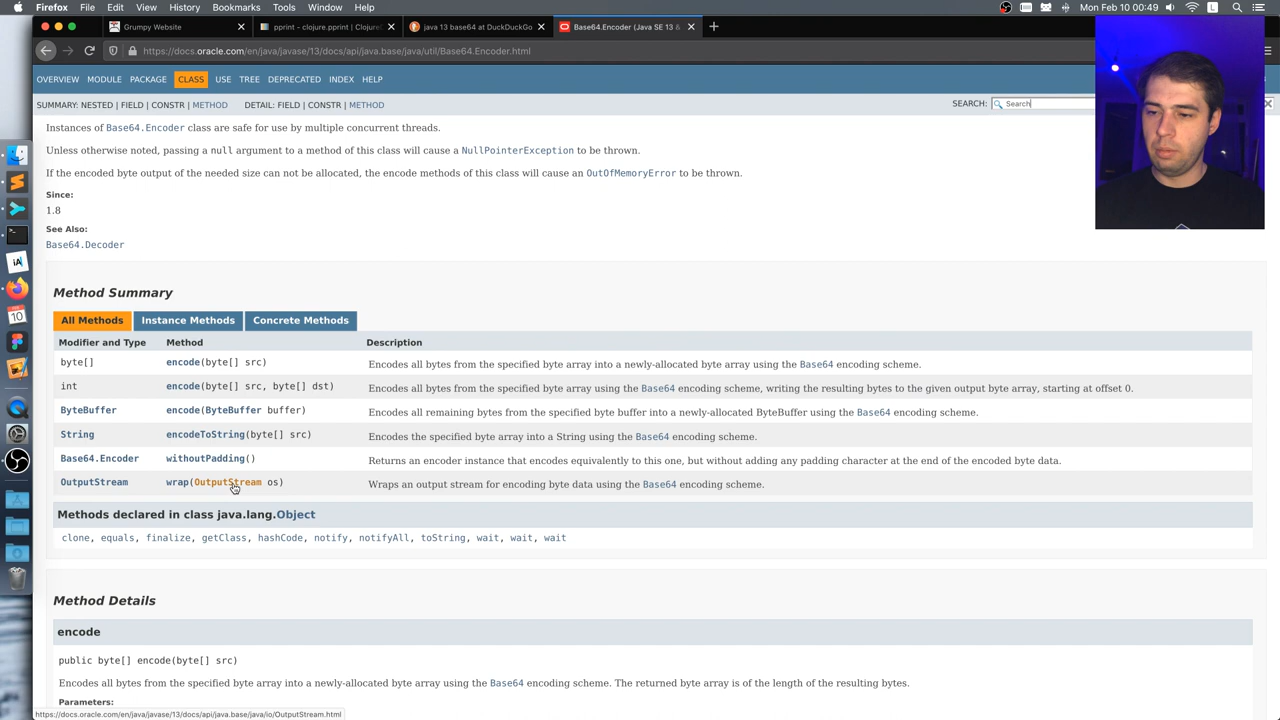 Firefox File Edit View History Bookmarks Tools Window Help
Mon Feb 10 00:49
Grumpy Website
pprint - clojure.pprint | Clojure
java 13 base64 at DuckDuckGo
Base64.Encoder (Java SE 13 &
https://docs.oracle.com/en/java/javase/13/docs/api/java.base/java/util/Base64.Encoder.html
OVERVIEW MODULE PACKAGE CLASS USE TREE DEPRECATED INDEX HELP
SUMMARY: NESTED | FIELD | CONSTR | METHOD DETAIL: FIELD | CONSTR | METHOD
SEARCH: Search
Instances of Base64.Encoder class are safe for use by multiple concurrent threads.
Unless otherwise noted, passing a null argument to a method of this class will cause a NullPointerException to be thrown.
If the encoded byte output of the needed size can not be allocated, the encode methods of this class will cause an OutOfMemoryError to be thrown.
Since:
1.8
See Also:
Base64.Decoder
Method Summary
All Methods Instance Methods Concrete Methods
Modifier and Type Method Description
byte[] encode(byte[] src) Encodes all bytes from the specified byte array into a newly-allocated byte array using the Base64 encoding scheme.
int encode(byte[] src, byte[] dst) Encodes all bytes from the specified byte array using the Base64 encoding scheme, writing the resulting bytes to the given output byte array, starting at offset 0.
ByteBuffer encode(ByteBuffer buffer) Encodes all remaining bytes from the specified byte buffer into a newly-allocated ByteBuffer using the Base64 encoding scheme.
String encodeToString(byte[] src) Encodes the specified byte array into a String using the Base64 encoding scheme.
Base64.Encoder withoutPadding() Returns an encoder instance that encodes equivalently to this one, but without adding any padding character at the end of the encoded byte data.
OutputStream wrap(OutputStream os) Wraps an output stream for encoding byte data using the Base64 encoding scheme.
Methods declared in class java.lang.Object
clone, equals, finalize, getClass, hashCode, notify, notifyAll, toString, wait, wait, wait
Method Details
encode
public byte[] encode(byte[] src)
Encodes all bytes from the specified byte array into a newly-allocated byte array using the Base64 encoding scheme. The returned byte array is of the length of the resulting bytes.
Parameters:
https://docs.oracle.com/en/java/javase/13/docs/api/java.base/java/io/OutputStream.html